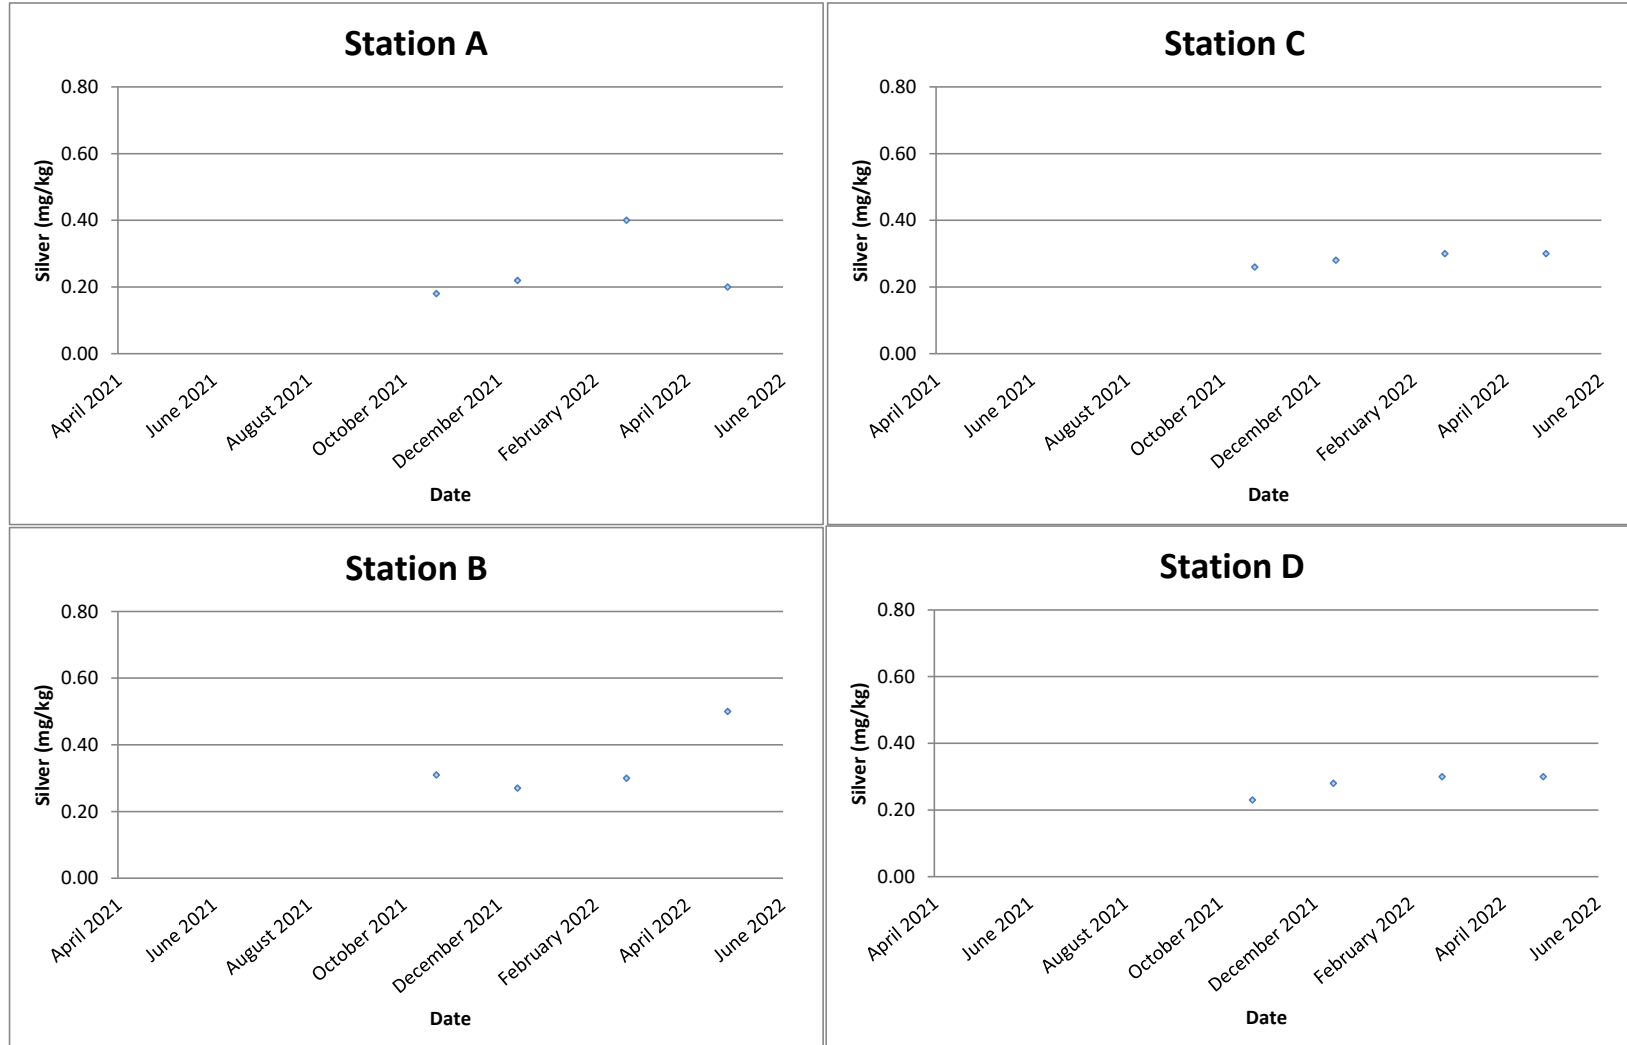 Station A
0.80
0.60
0.40
0.20
0.00
Silver (mg/kg)
April 2021
June 2021
August 2021
October 2021
December 2021
February 2022
April 2022
June 2022
Date
Station C
0.80
0.60
0.40
0.20
0.00
Silver (mg/kg)
April 2021
June 2021
August 2021
October 2021
December 2021
February 2022
April 2022
June 2022
Date
Station B
0.80
0.60
0.40
0.20
0.00
Silver (mg/kg)
April 2021
June 2021
August 2021
October 2021
December 2021
February 2022
April 2022
June 2022
Date
Station D
0.80
0.60
0.40
0.20
0.00
Silver (mg/kg)
April 2021
June 2021
August 2021
October 2021
December 2021
February 2022
April 2022
June 2022
Date